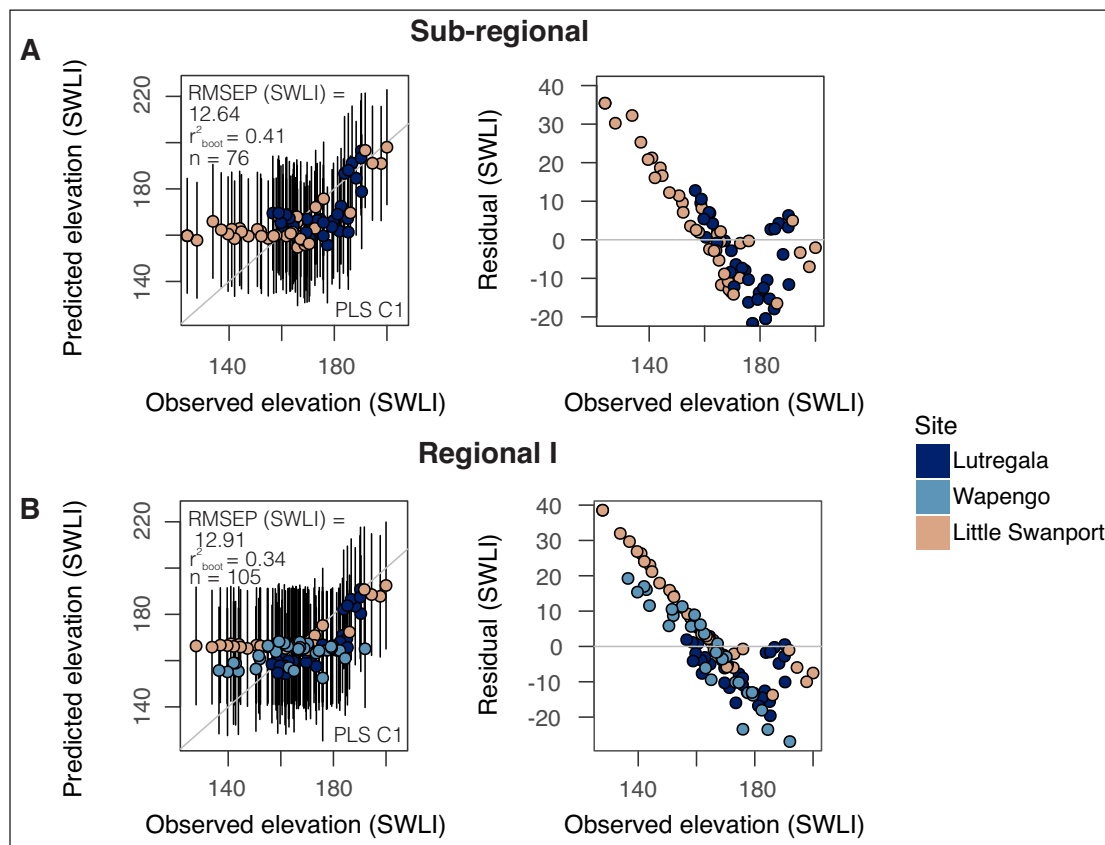 Sub-regional
A
Predicted elevation (SWLI)
220
180
140
RMSEP (SWLI) =
12.64
r²boot = 0.41
n = 76
PLS C1
140
180
Observed elevation (SWLI)
Residual (SWLI)
40
30
20
10
0
-10
-20
140
180
Observed elevation (SWLI)
Regional I
B
Predicted elevation (SWLI)
220
180
140
RMSEP (SWLI) =
12.91
r²boot = 0.34
n = 105
PLS C1
140
180
Observed elevation (SWLI)
Residual (SWLI)
40
30
20
10
0
-10
-20
140
180
Observed elevation (SWLI)
Site
Lutregala
Wapengo
Little Swanport